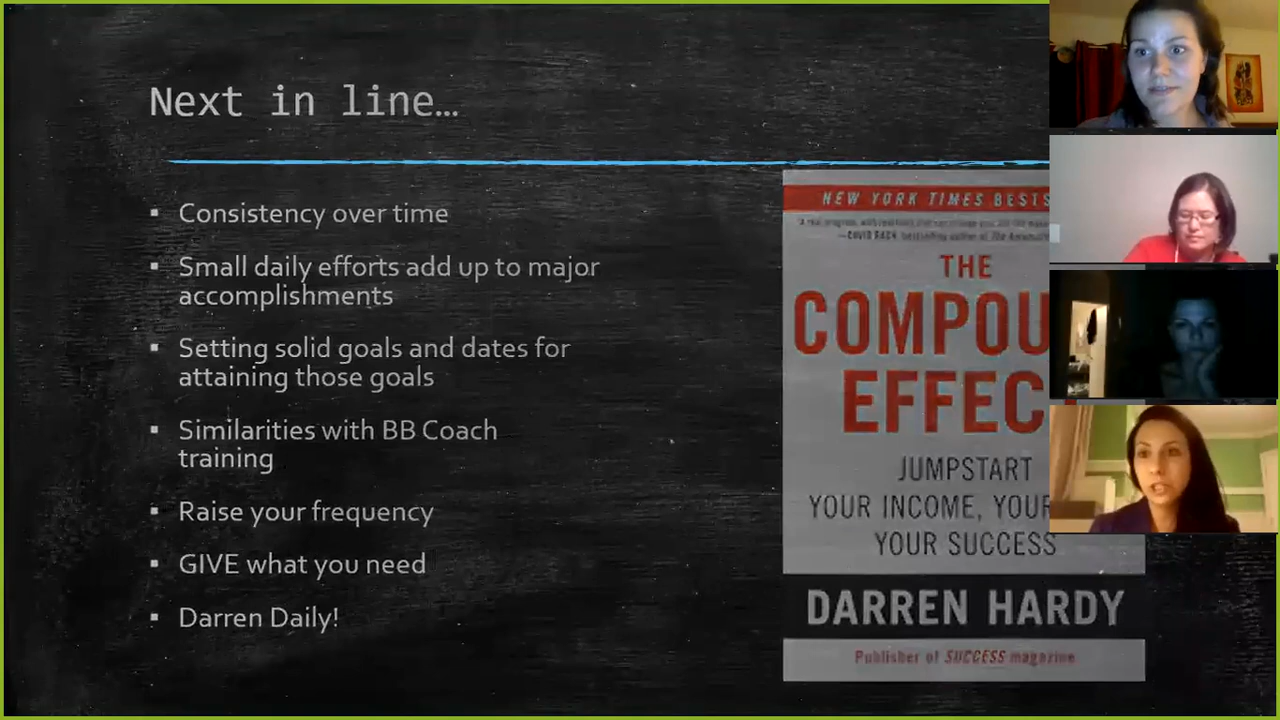 Next in line…
▪ Consistency over time
▪ Small daily efforts add up to major
accomplishments
▪ Setting solid goals and dates for
attaining those goals
▪ Similarities with BB Coach
training
▪ Raise your frequency
▪ GIVE what you need
▪ Darren Daily!
NEW YORK TIMES BESTS
THE
COMPOU
EFFEC
JUMPSTART
YOUR INCOME, YOUR
YOUR SUCCESS
DARREN HARDY
Publisher of SUCCESS magazine